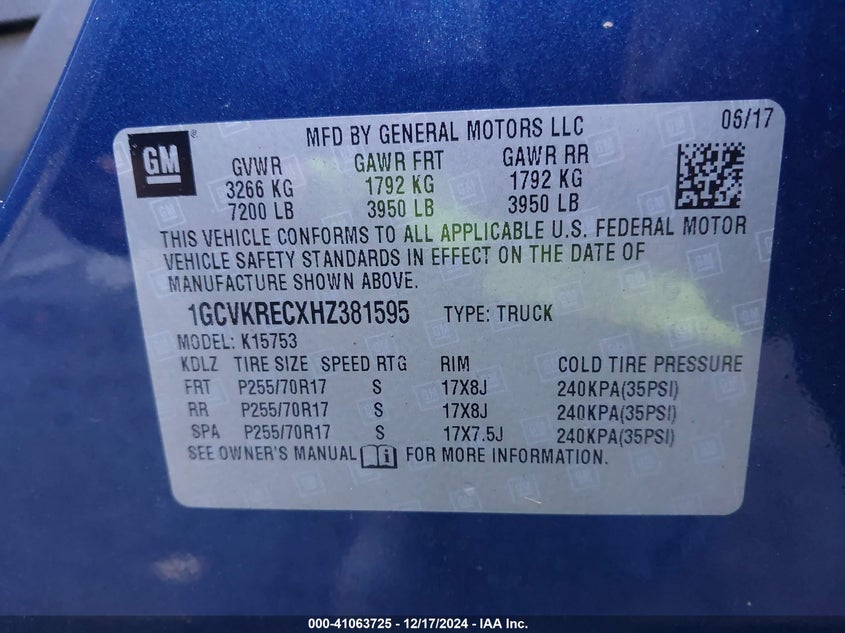 GM
®
MFD BY GENERAL MOTORS LLC
06/17
GVWR GAWR FRT GAWR RR
3266 KG 1792 KG 1792 KG
7200 LB 3950 LB 3950 LB
THIS VEHICLE CONFORMS TO ALL APPLICABLE U.S. FEDERAL MOTOR
VEHICLE SAFETY STANDARDS IN EFFECT ON THE DATE OF
MANUFACTURE SHOWN ABOVE.
1GCVKRECXHZ381595 TYPE: TRUCK
MODEL: K15753
KDLZ TIRE SIZE SPEED RTG RIM COLD TIRE PRESSURE
FRT P255/70R17 S 17X8J 240KPA(35PSI)
RR P255/70R17 S 17X8J 240KPA(35PSI)
SPA P255/70R17 S 17X7.5J 240KPA(35PSI)
SEE OWNER'S MANUAL i FOR MORE INFORMATION.
000-41063725 - 12/17/2024 - IAA Inc.